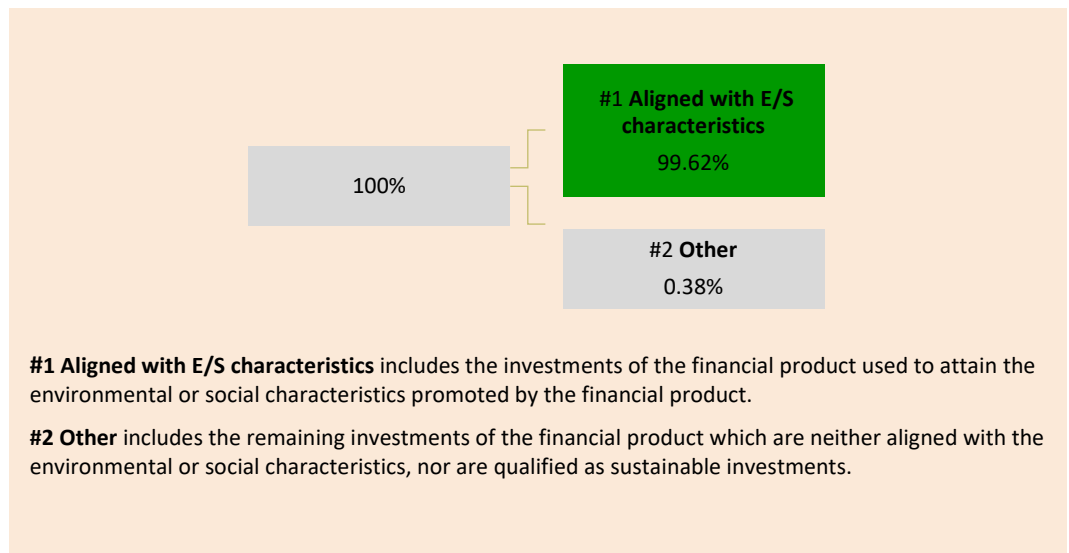 #1 Aligned with E/S
characteristics
99.62%
100%
#2 Other
0.38%
#1 Aligned with E/S characteristics includes the investments of the financial product used to attain the
environmental or social characteristics promoted by the financial product.
#2 Other includes the remaining investments of the financial product which are neither aligned with the
environmental or social characteristics, nor are qualified as sustainable investments.